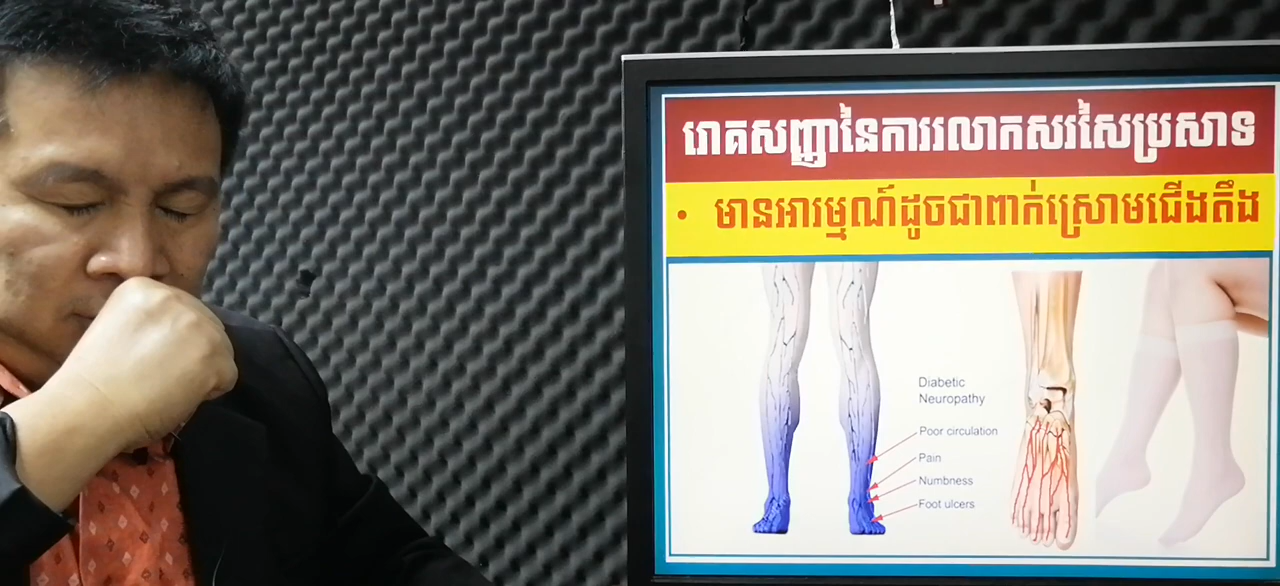 រោគសញ្ញានៃការរលាកសរសៃប្រសាទ
• មានអារម្មណ៍ដូចជាពាក់ស្រោមជើងតឹង
Diabetic
Neuropathy
Poor circulation
Pain
Numbness
Foot ulcers